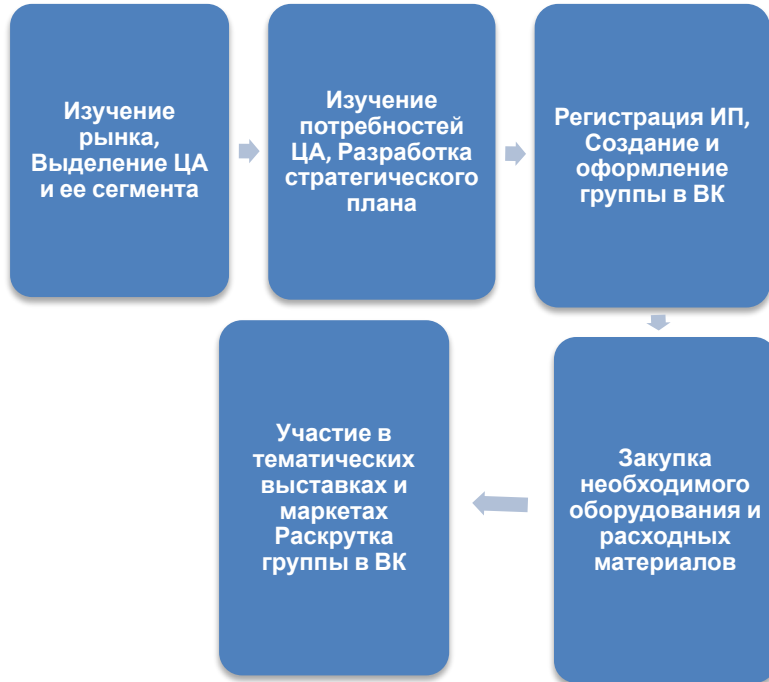 Изучение
рынка,
Выделение ЦА
и ее сегмента
Изучение
потребностей
ЦА, Разработка
стратегического
плана
Регистрация ИП,
Создание и
оформление
группы в ВК
Закупка
необходимого
оборудования и
расходных
материалов
Участие в
тематических
выставках и
маркетах
Раскрутка
группы в ВК